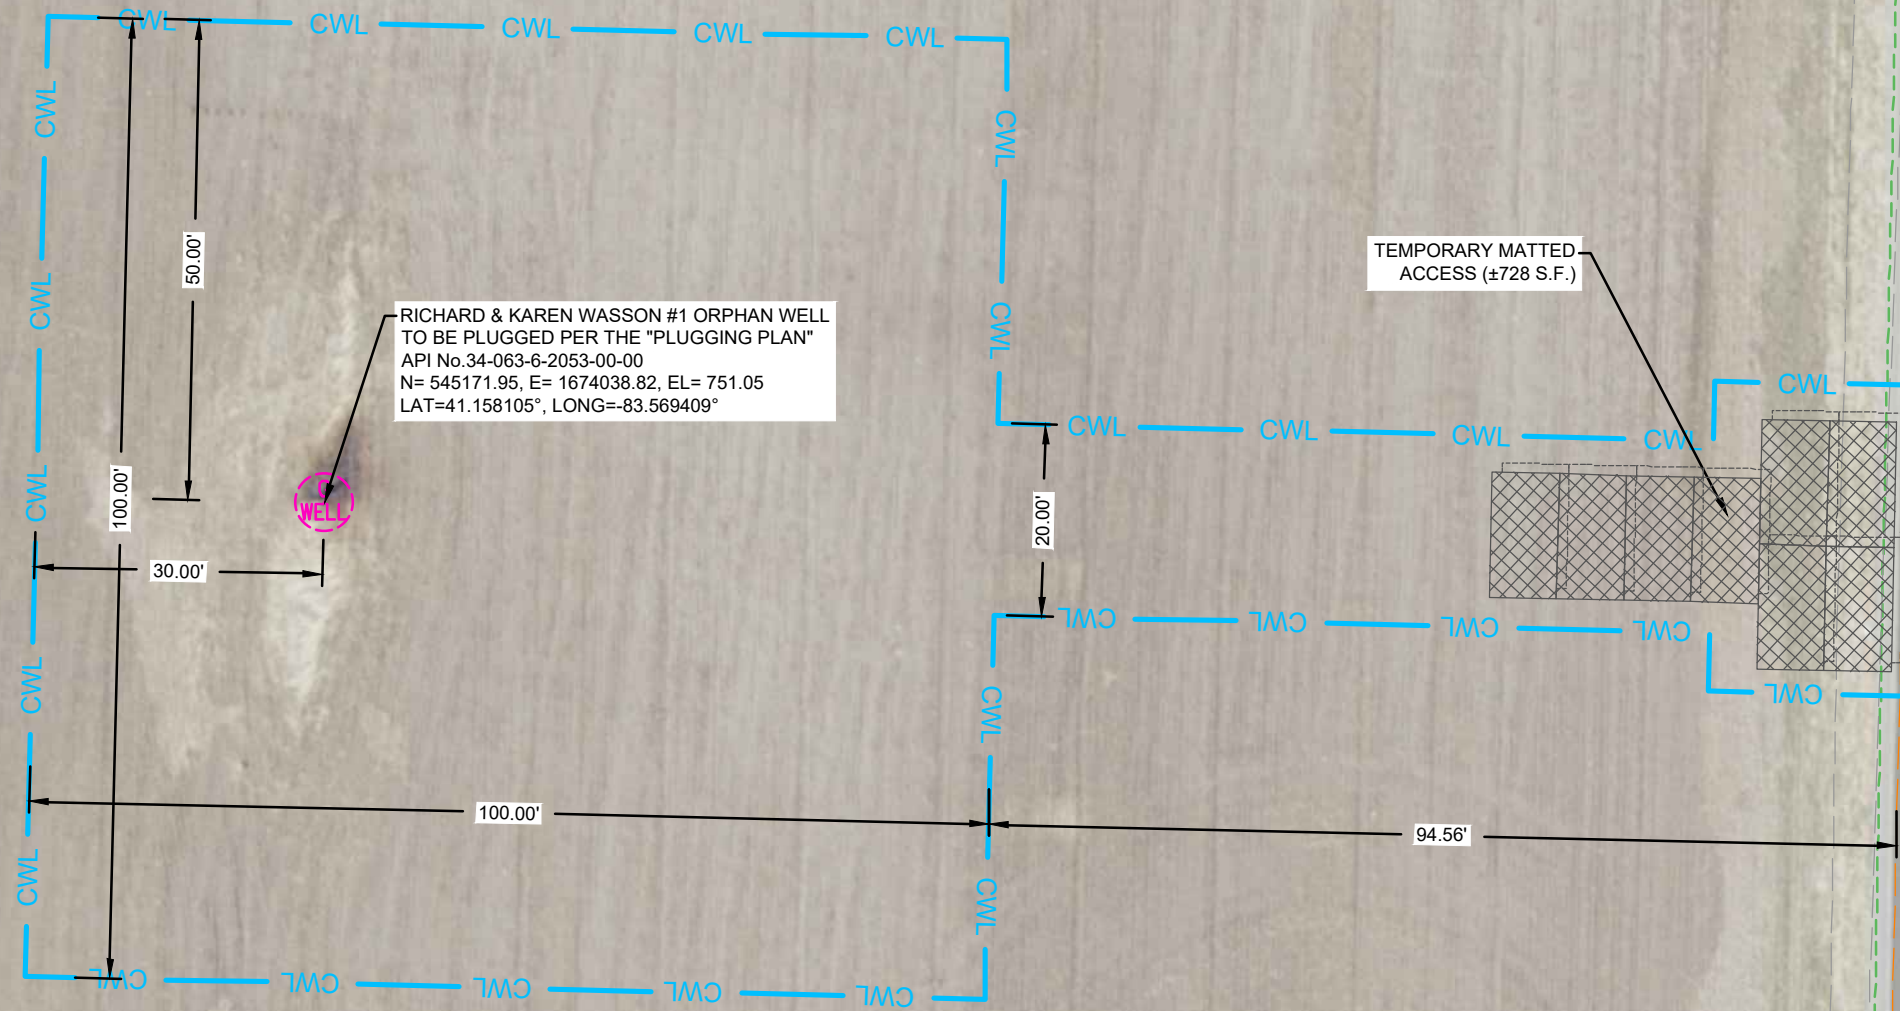 CWL CWL CWL CWL CWL
CWL
CWL
CWL
CWL
CWL
CWL
CWL
CWL
50.00'
100.00'
RICHARD & KAREN WASSON #1 ORPHAN WELL
TO BE PLUGGED PER THE "PLUGGING PLAN"
API No.34-063-6-2053-00-00
N= 545171.95, E= 1674038.82, EL= 751.05
LAT=41.158105°, LONG=-83.569409°
TEMPORARY MATTED
ACCESS (±728 S.F.)
WELL
30.00'
20.00'
CWL
CWL CWL CWL CWL
CWL CWL CWL CWL
CWL
100.00'
94.56'
CWL
CWL CWL CWL CWL CWL